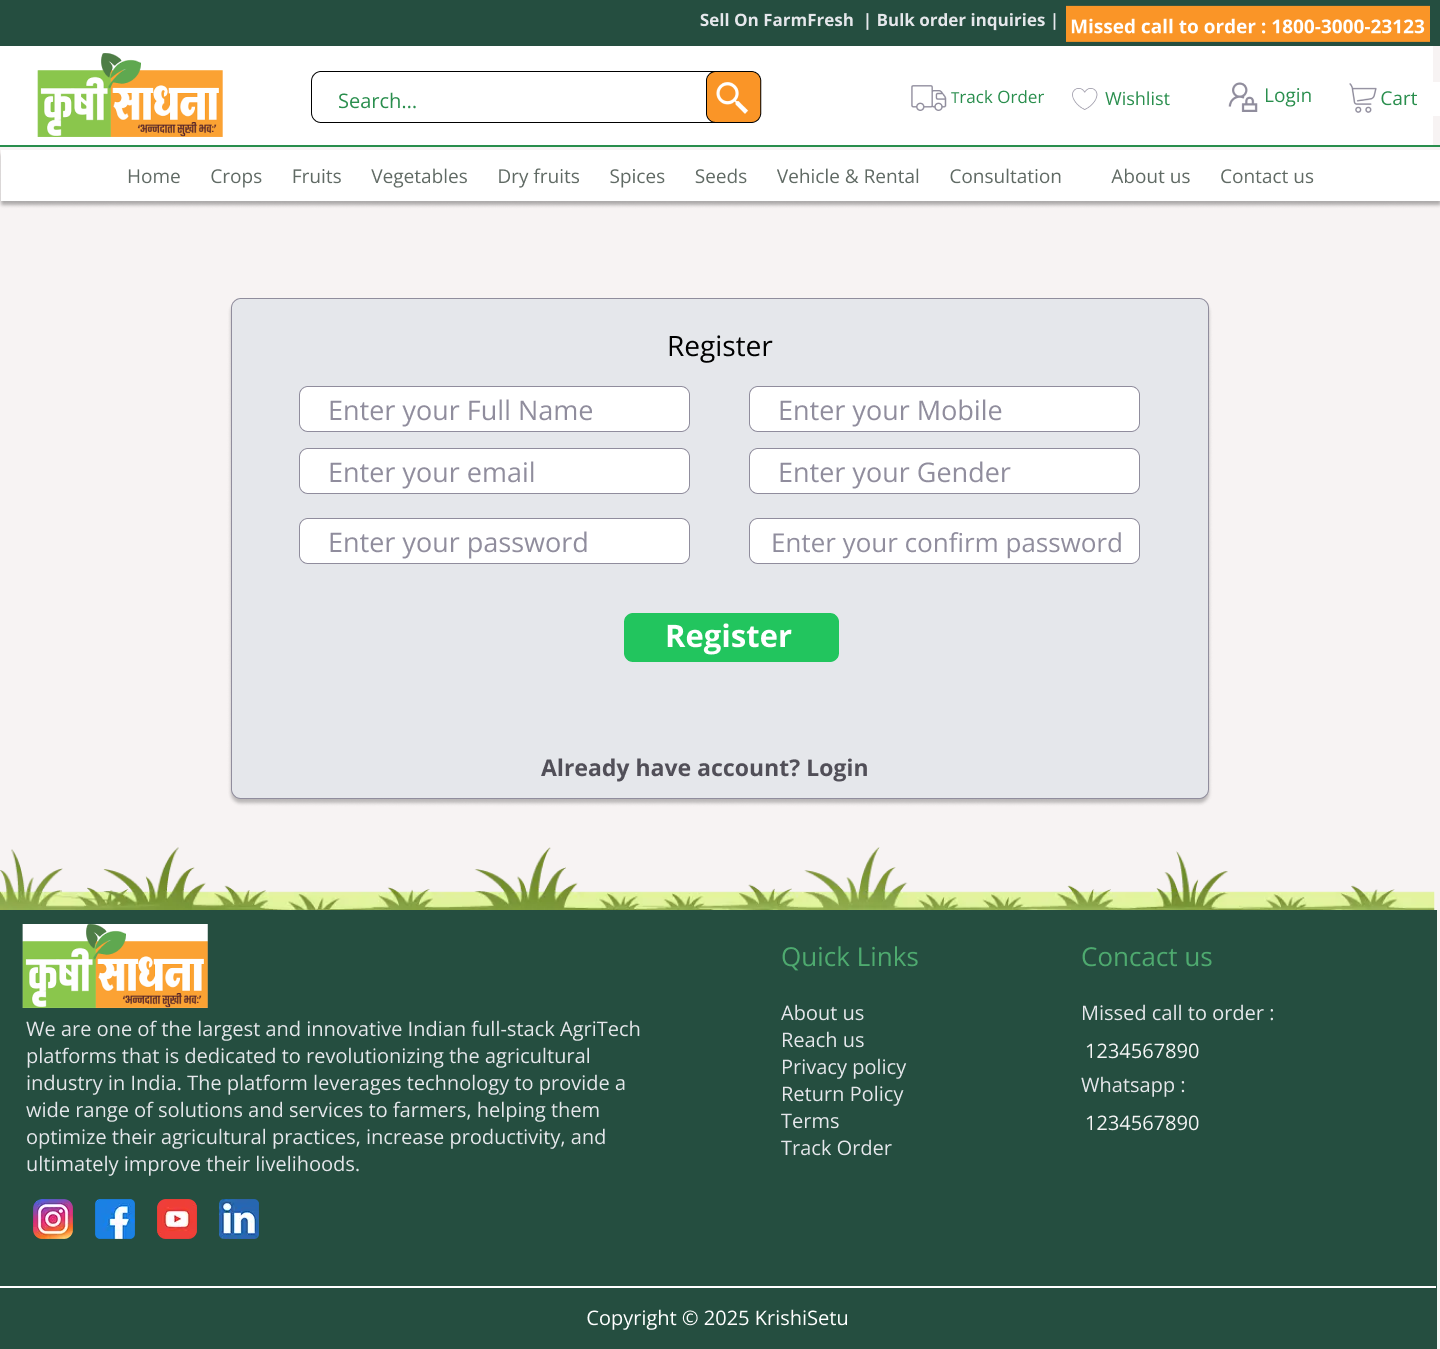 Sell On FarmFresh | Bulk order inquiries |
Missed call to order : 1800-3000-23123
कृषी साधना
'अन्नदाता सुखी भवः'
Search...
Track Order
Wishlist
Login
Cart
Home
Crops
Fruits
Vegetables
Dry fruits
Spices
Seeds
Vehicle & Rental
Consultation
About us
Contact us
Register
Enter your Full Name
Enter your Mobile
Enter your email
Enter your Gender
Enter your password
Enter your confirm password
Register
Already have account? Login
कृषी साधना
'अन्नदाता सुखी भवः'
We are one of the largest and innovative Indian full-stack AgriTech
platforms that is dedicated to revolutionizing the agricultural
industry in India. The platform leverages technology to provide a
wide range of solutions and services to farmers, helping them
optimize their agricultural practices, increase productivity, and
ultimately improve their livelihoods.
Quick Links
About us
Reach us
Privacy policy
Return Policy
Terms
Track Order
Concact us
Missed call to order :
1234567890
Whatsapp :
1234567890
in
Copyright © 2025 KrishiSetu